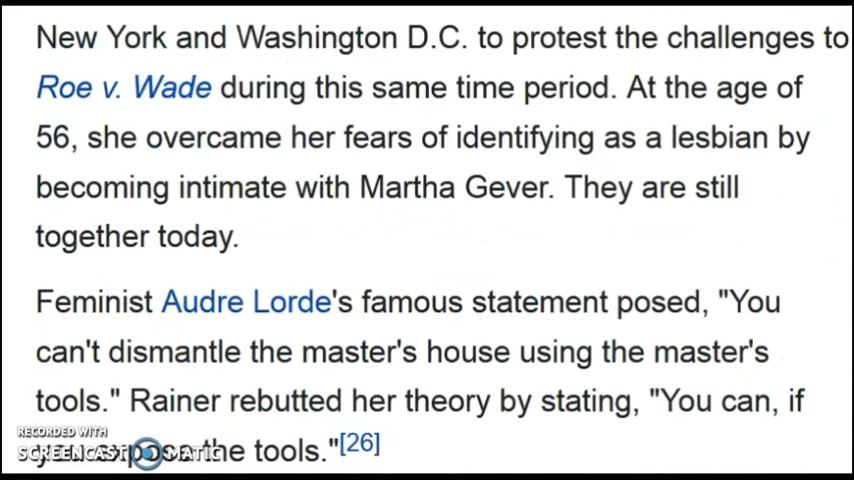 New York and Washington D.C. to protest the challenges to
Roe v. Wade during this same time period. At the age of
56, she overcame her fears of identifying as a lesbian by
becoming intimate with Martha Gever. They are still
together today.
Feminist Audre Lorde's famous statement posed, "You
can't dismantle the master's house using the master's
tools." Rainer rebutted her theory by stating, "You can, if
you expose the tools."[26]
RECORDED WITH
SCREENCAST MATIC